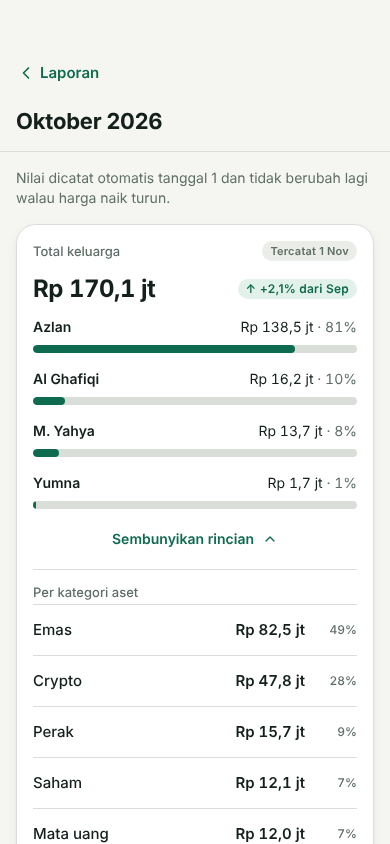 Laporan
Oktober 2026
Nilai dicatat otomatis tanggal 1 dan tidak berubah lagi
walau harga naik turun.
Total keluarga
Tercatat 1 Nov
Rp 170,1 jt
↑ +2,1% dari Sep
Azlan
Rp 138,5 jt · 81%
Al Ghafiqi
Rp 16,2 jt · 10%
M. Yahya
Rp 13,7 jt · 8%
Yumna
Rp 1,7 jt · 1%
Sembunyikan rincian
Per kategori aset
Emas Rp 82,5 jt 49%
Crypto Rp 47,8 jt 28%
Perak Rp 15,7 jt 9%
Saham Rp 12,1 jt 7%
Mata uang Rp 12,0 jt 7%